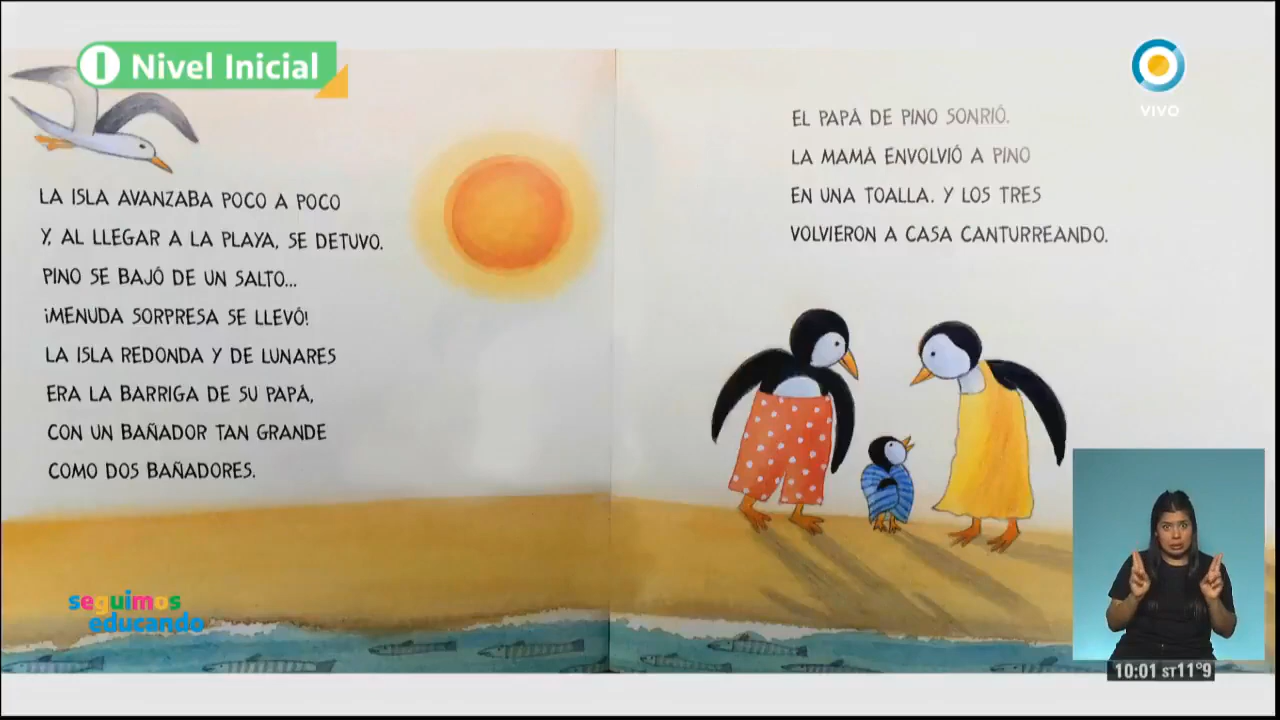 Nivel Inicial
VIVO
LA ISLA AVANZABA POCO A POCO
Y, AL LLEGAR A LA PLAYA, SE DETUVO.
PINO SE BAJÓ DE UN SALTO...
¡MENUDA SORPRESA SE LLEVÓ!
LA ISLA REDONDA Y DE LUNARES
ERA LA BARRIGA DE SU PAPÁ,
CON UN BAÑADOR TAN GRANDE
COMO DOS BAÑADORES.
EL PAPÁ DE PINO SONRIÓ.
LA MAMÁ ENVOLVIÓ A PINO
EN UNA TOALLA. Y LOS TRES
VOLVIERON A CASA CANTURREANDO.
seguimos
educando
10:01 ST11°9